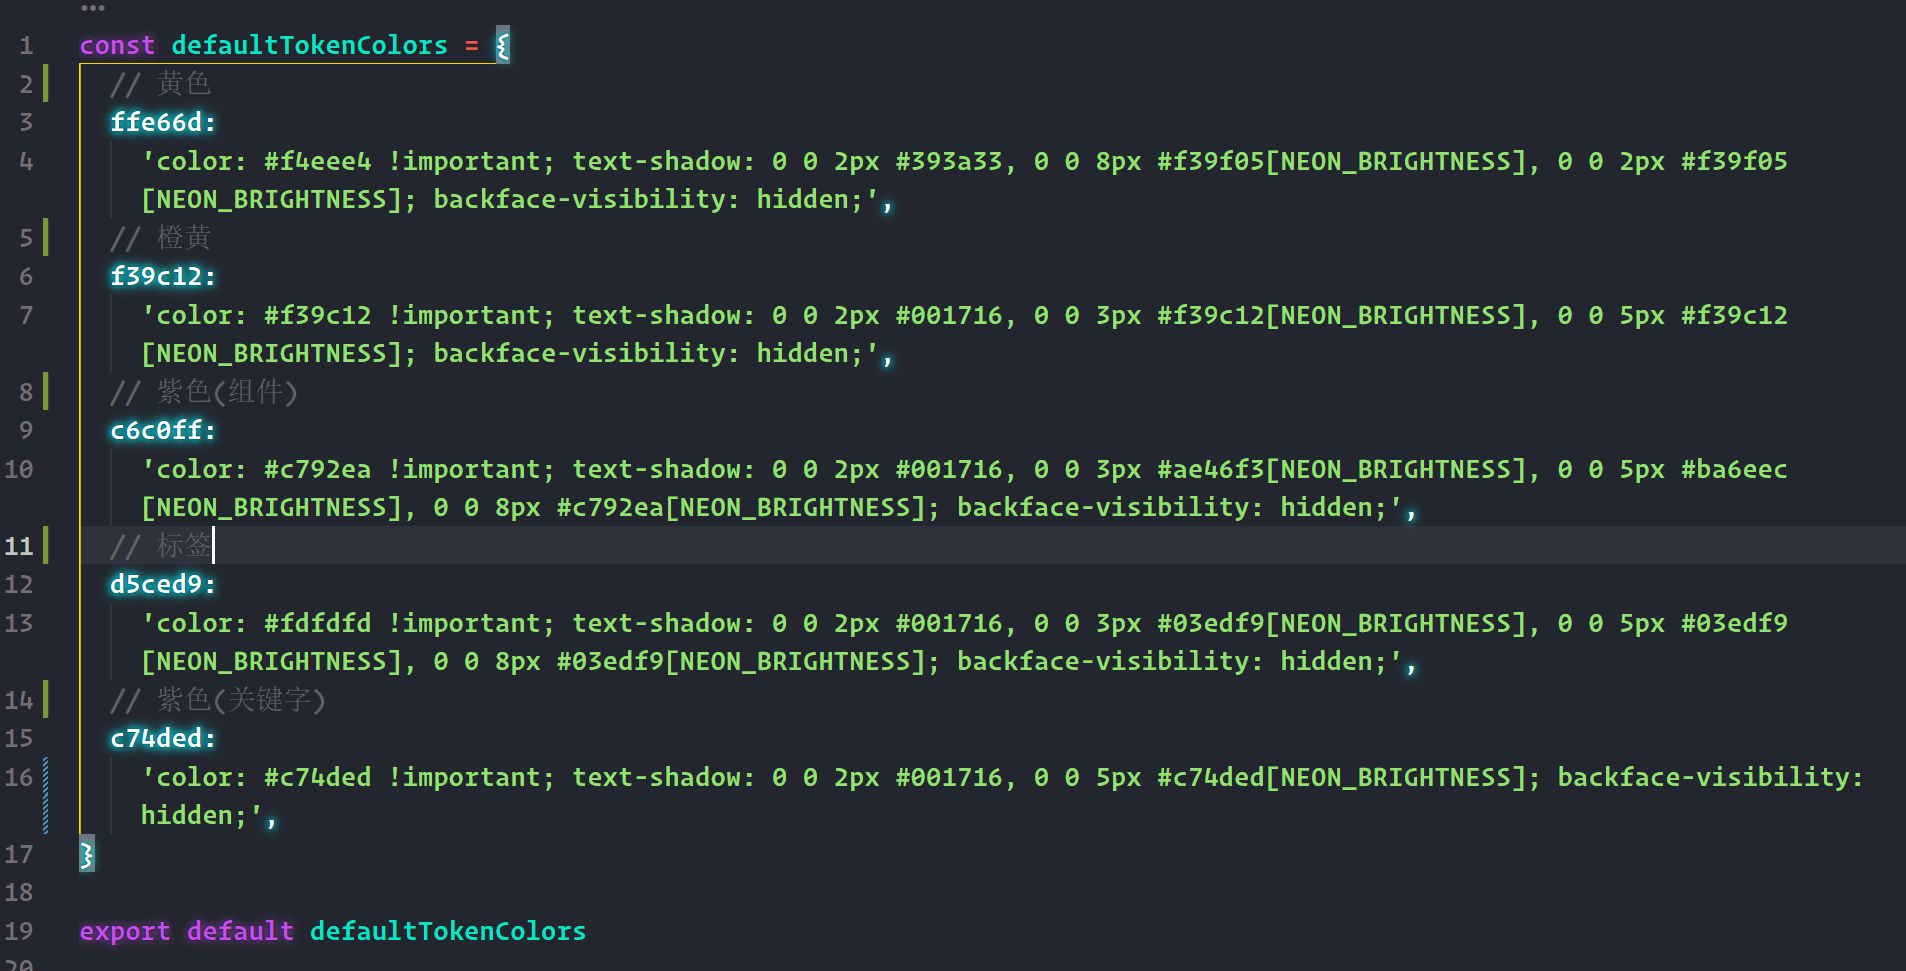 •••
1 const defaultTokenColors = {
2 // 黄色
3 ffe66d:
4 'color: #f4eee4 !important; text-shadow: 0 0 2px #393a33, 0 0 8px #f39f05[NEON_BRIGHTNESS], 0 0 2px #f39f05
[NEON_BRIGHTNESS]; backface-visibility: hidden;',
5 // 橙黄
6 f39c12:
7 'color: #f39c12 !important; text-shadow: 0 0 2px #001716, 0 0 3px #f39c12[NEON_BRIGHTNESS], 0 0 5px #f39c12
[NEON_BRIGHTNESS]; backface-visibility: hidden;',
8 // 紫色(组件)
9 c6c0ff:
10 'color: #c792ea !important; text-shadow: 0 0 2px #001716, 0 0 3px #ae46f3[NEON_BRIGHTNESS], 0 0 5px #ba6eec
[NEON_BRIGHTNESS], 0 0 8px #c792ea[NEON_BRIGHTNESS]; backface-visibility: hidden;',
11 // 标签
12 d5ced9:
13 'color: #fdfdfd !important; text-shadow: 0 0 2px #001716, 0 0 3px #03edf9[NEON_BRIGHTNESS], 0 0 5px #03edf9
[NEON_BRIGHTNESS], 0 0 8px #03edf9[NEON_BRIGHTNESS]; backface-visibility: hidden;',
14 // 紫色(关键字)
15 c74ded:
16 'color: #c74ded !important; text-shadow: 0 0 2px #001716, 0 0 5px #c74ded[NEON_BRIGHTNESS]; backface-visibility:
hidden;',
17 }
18
19 export default defaultTokenColors
20